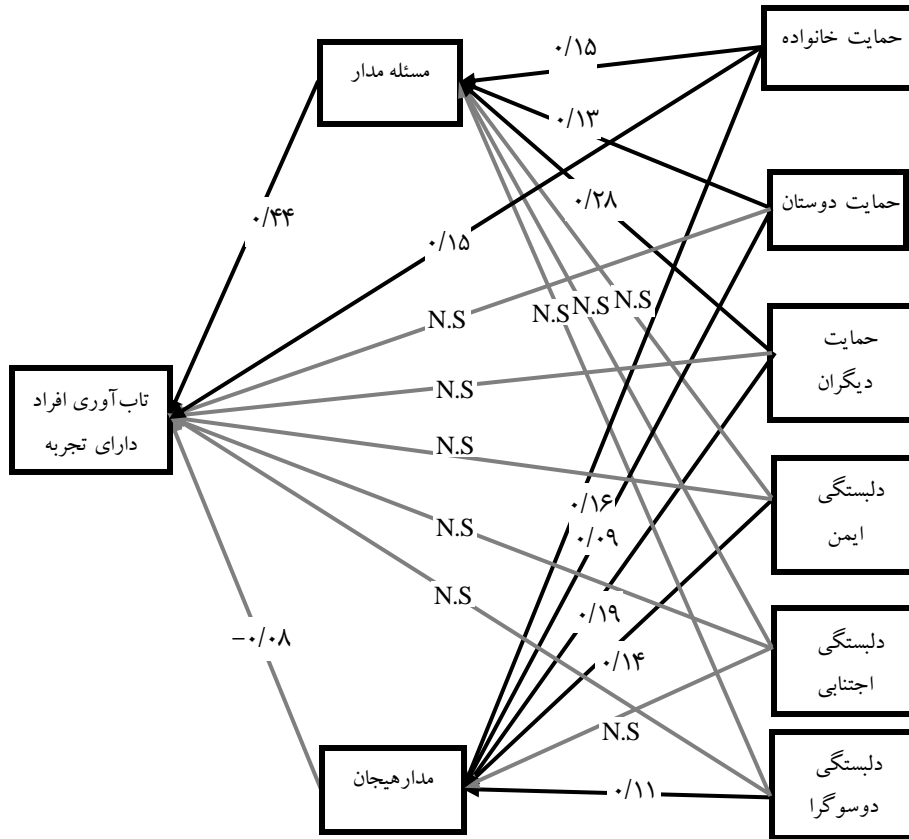 حمایت خانواده
مسئله مدار
۰/۱۵
۰/۱۳
حمایت دوستان
۰/۲۸
۰/۴۴
۰/۱۵
N.S
N.S
N.S
N.S
حمایت
دیگران
N.S
تاب‌آوری افراد
دارای تجربه
N.S
دلبستگی
ایمن
۰/۱۶
N.S
۰/۰۹
N.S
۰/۱۹
−۰/۰۸
۰/۱۴
دلبستگی
اجتنابی
N.S
دلبستگی
دوسوگرا
مدارهیجان
۰/۱۱